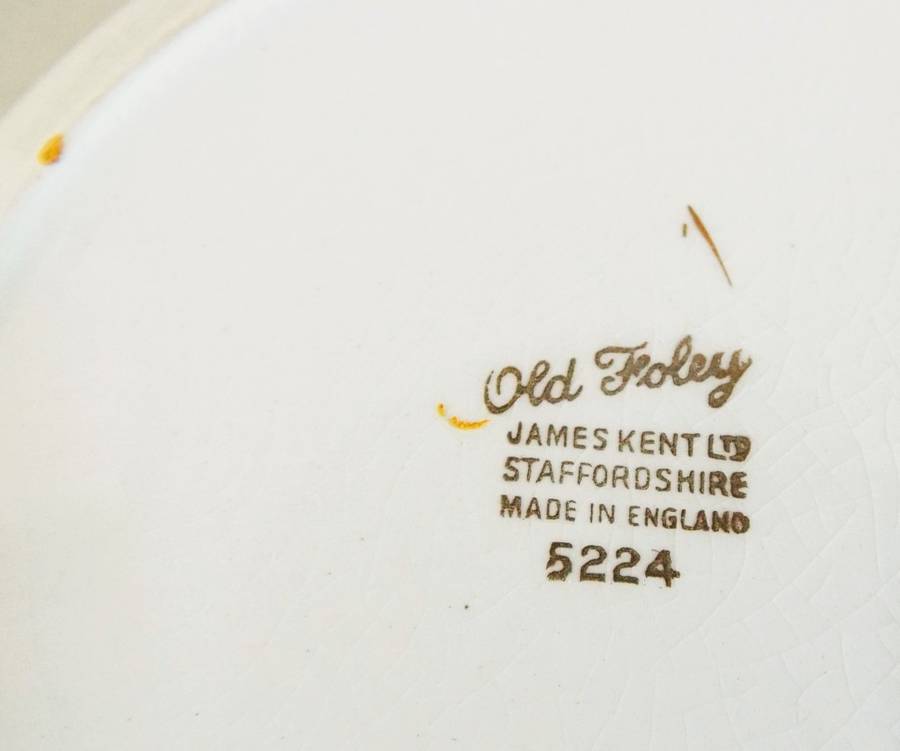 Old Foley
JAMES KENT LTD
STAFFORDSHIRE
MADE IN ENGLAND
5224